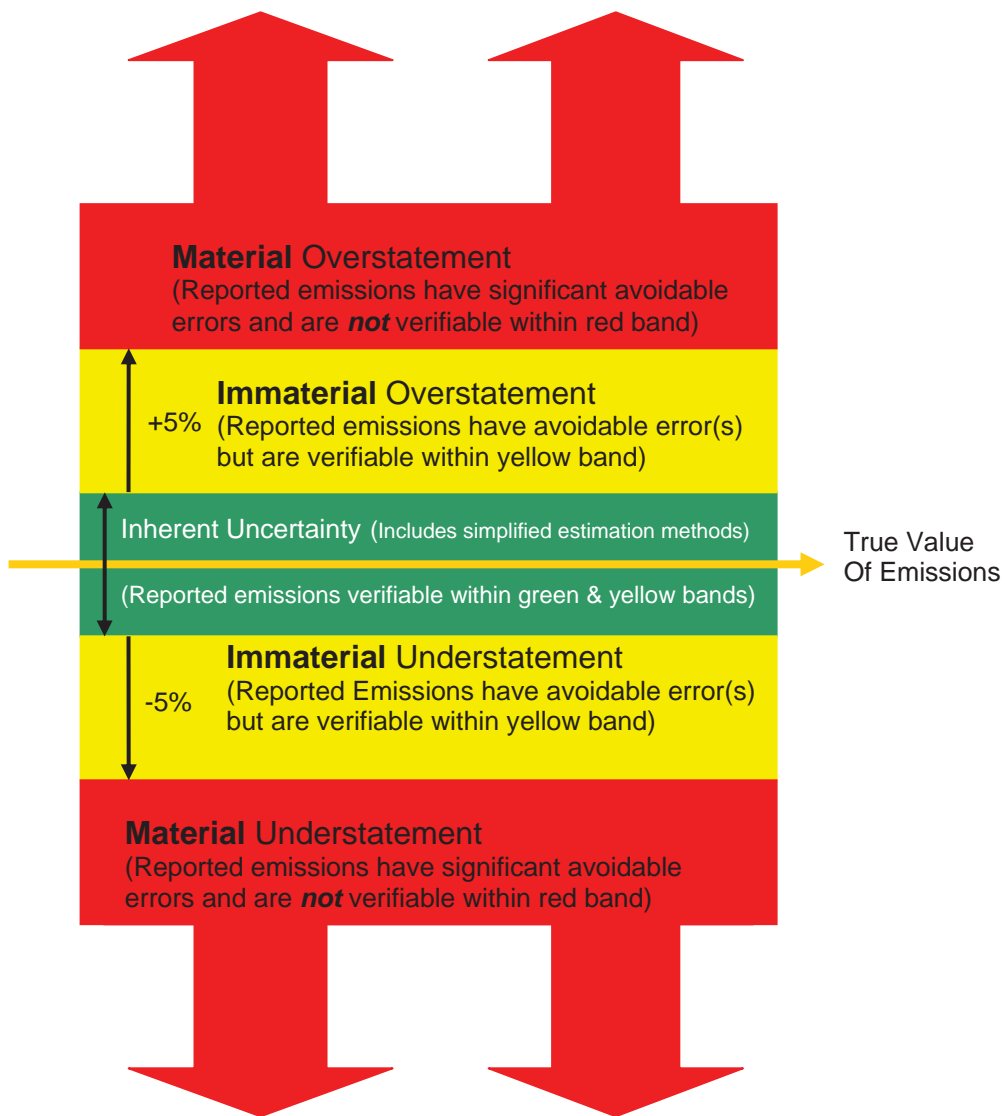 Material Overstatement
(Reported emissions have significant avoidable
errors and are not verifiable within red band)
Immaterial Overstatement
+5%
(Reported emissions have avoidable error(s)
but are verifiable within yellow band)
Inherent Uncertainty (Includes simplified estimation methods)
True Value
Of Emissions
(Reported emissions verifiable within green & yellow bands)
Immaterial Understatement
(Reported Emissions have avoidable error(s)
-5%
but are verifiable within yellow band)
Material Understatement
(Reported emissions have significant avoidable
errors and are not verifiable within red band)